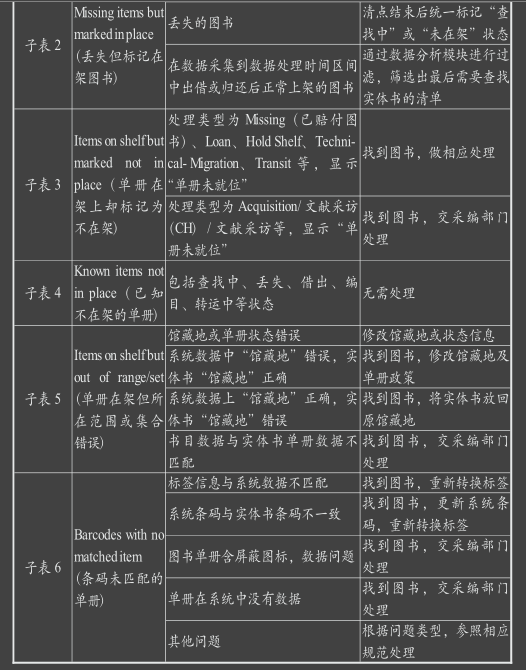 子表 2
Missing items but
marked in place
(丢失但标记在
架图书)
丢失的图书
清点结束后统一标记“查
找中”或“未在架”状态
在数据采集到数据处理时间区间
中出借或归还后正常上架的图书
通过数据分析模块进行过
滤，筛选出最后需要查找
实体书的清单
子表 3
Items on shelf but
marked not in
place（单册在
架上却标记为
不在架)
处理类型为 Missing（已赔付图
书）、Loan、Hold Shelf、Techni-
cal- Migration、Transit 等，显示
“单册未就位”
找到图书，做相应处理
处理类型为 Acquisition/ 文献采访
(CH) / 文献采访等，显示“单
册未就位”
找到图书，交采编部门
处理
子表 4
Known items not
in place（已知
不在架的单册)
包括查找中、丢失、借出、编
目、转运中等状态
无需处理
子表 5
Items on shelf but
out of range/set
(单册在架但所
在范围或集合
错误)
馆藏地或单册状态错误
修改馆藏地或状态信息
系统数据中“馆藏地”错误，实
体书“馆藏地”正确
找到图书，修改馆藏地及
单册政策
系统数据上“馆藏地”正确，实
体书“馆藏地”错误
找到图书，将实体书放回
原馆藏地
书目数据与实体书单册数据不
匹配
找到图书，交采编部门
处理
子表 6
Barcodes with no
matched item
(条码未匹配的
单册)
标签信息与系统数据不匹配
找到图书，重新转换标签
系统条码与实体书条码不一致
找到图书，更新系统条
码，重新转换标签
图书单册含屏蔽图标，数据问题
找到图书，交采编部门
处理
单册在系统中没有数据
找到图书，交采编部门
处理
其他问题
根据问题类型，参照相应
规范处理